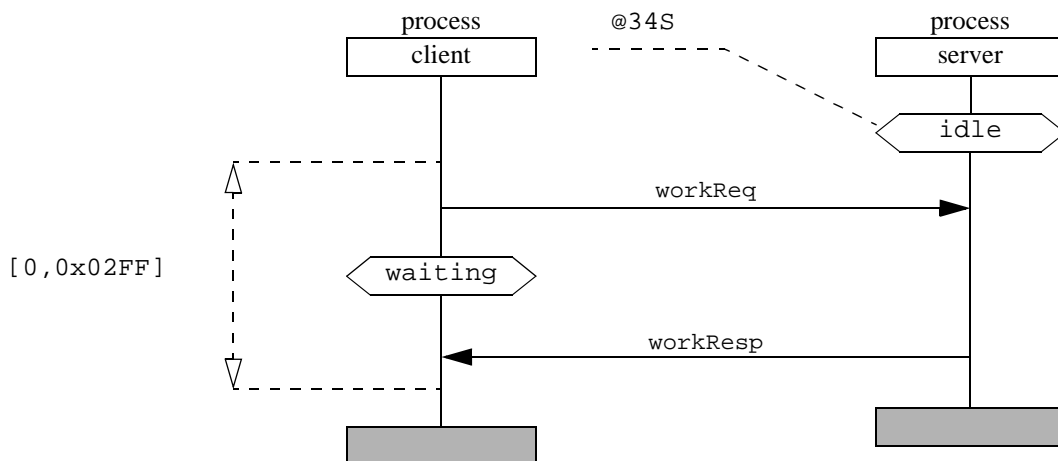 process
@34S
process
client
server
idle
workReq
[0,0x02FF]
waiting
workResp